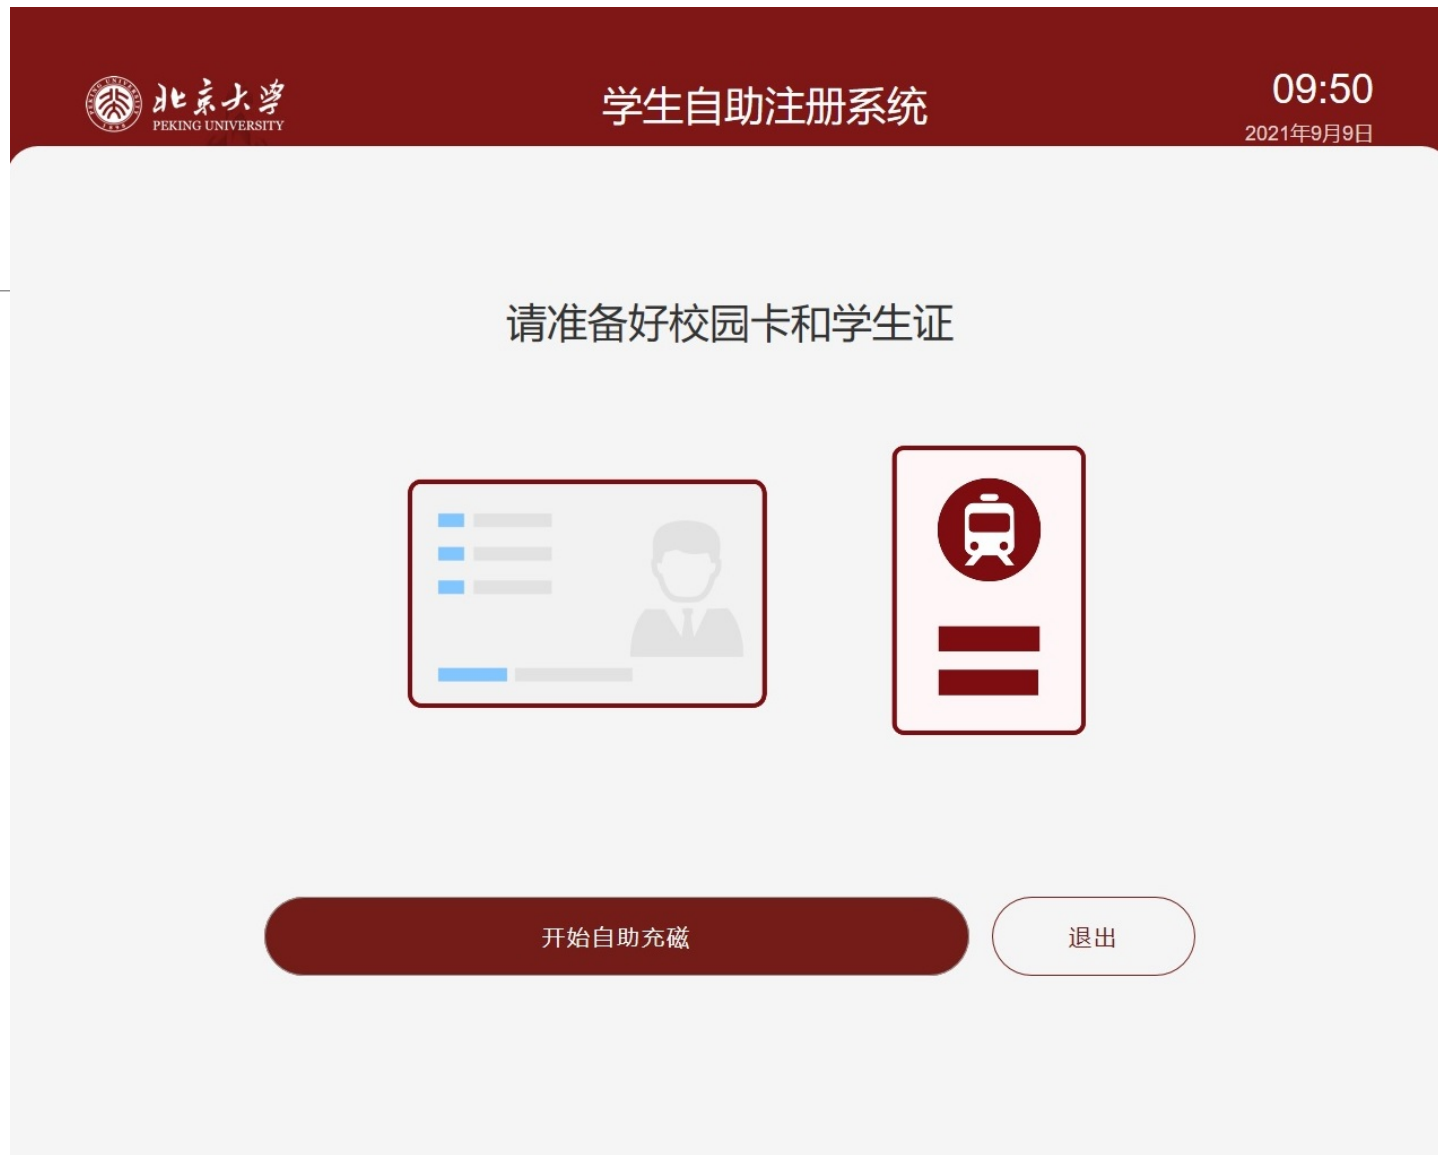 北京大学
PEKING UNIVERSITY
学生自助注册系统
09:50
2021年9月9日
请准备好校园卡和学生证
开始自助充磁
退出